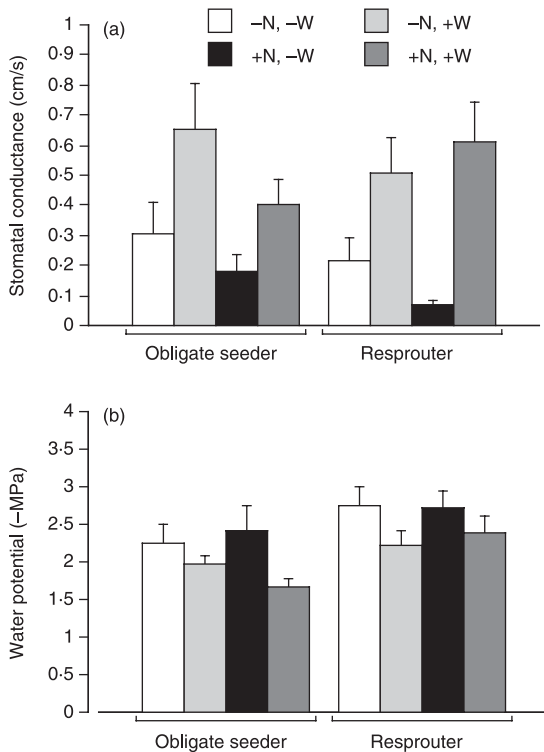 (a)
–N, –W
–N, +W
+N, –W
+N, +W
Stomatal conductance (cm/s)
1
0·9
0·8
0·7
0·6
0·5
0·4
0·3
0·2
0·1
0
Obligate seeder
Resprouter
(b)
Water potential (–MPa)
4
3·5
3
2·5
2
1·5
1
0·5
0
Obligate seeder
Resprouter